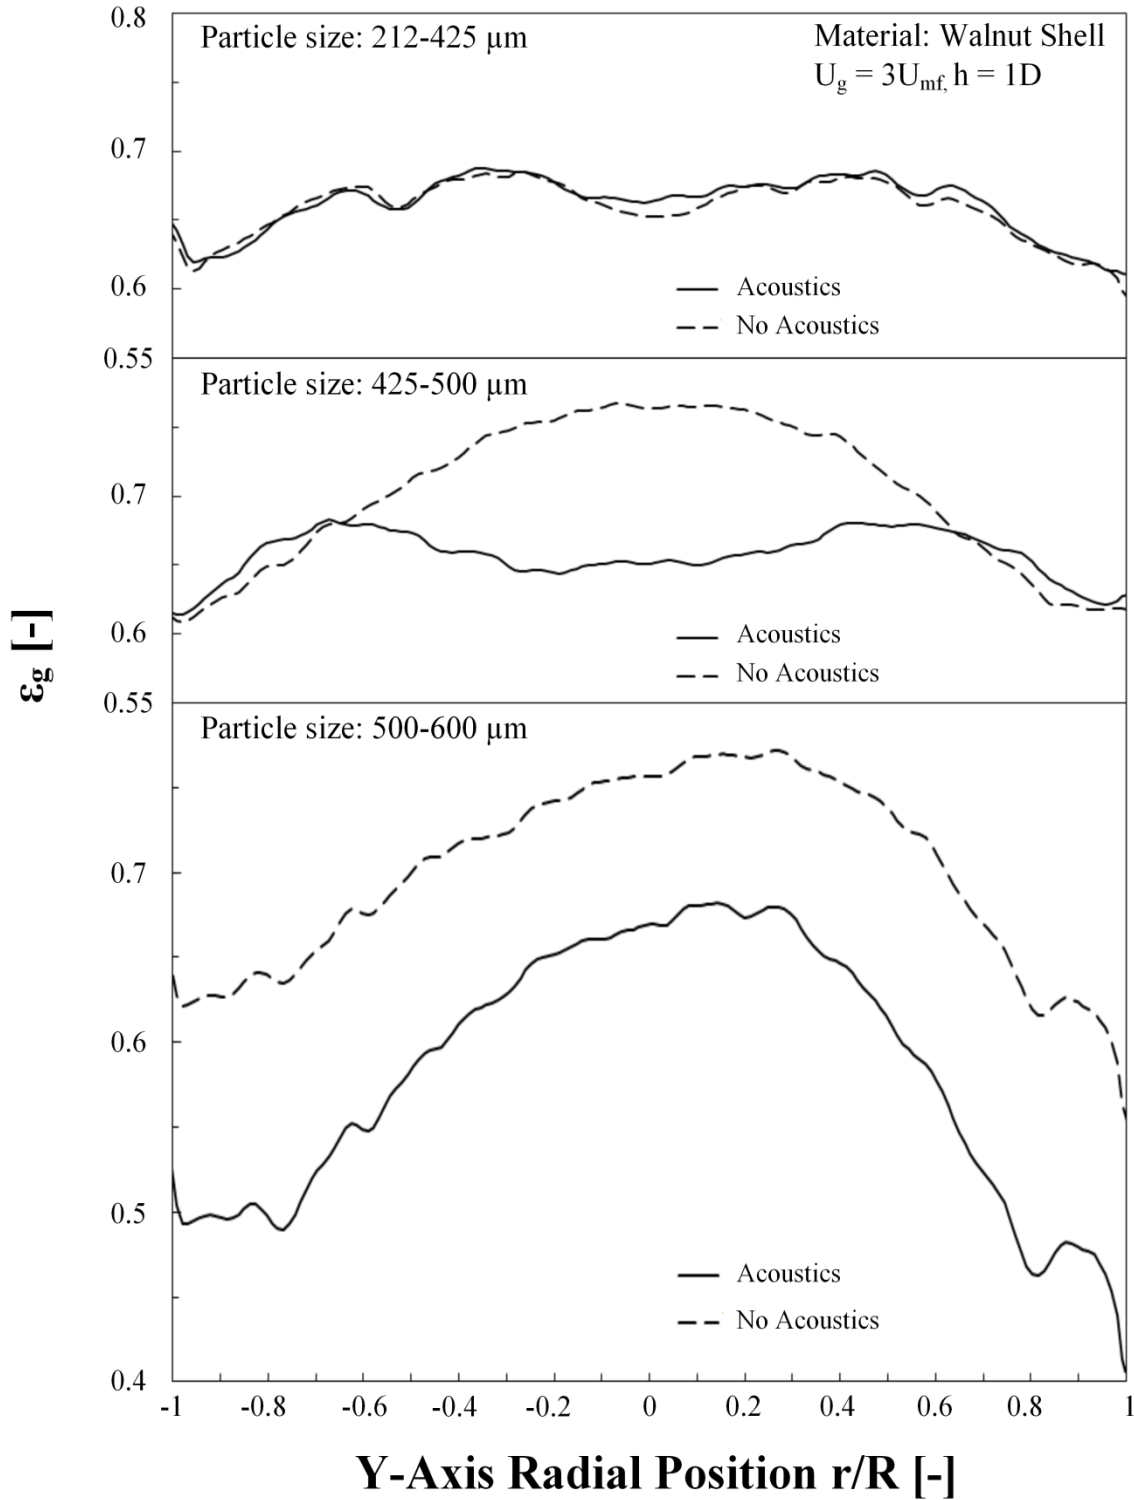 0.8
Particle size: 212-425 μm
Material: Walnut Shell
Ug = 3Umf, h = 1D
0.7
0.6
Acoustics
No Acoustics
0.55
Particle size: 425-500 μm
0.7
0.6
Acoustics
No Acoustics
0.55
Particle size: 500-600 μm
εg [-]
0.7
0.6
0.5
Acoustics
No Acoustics
0.4
-1 -0.8 -0.6 -0.4 -0.2 0 0.2 0.4 0.6 0.8 1
Y-Axis Radial Position r/R [-]